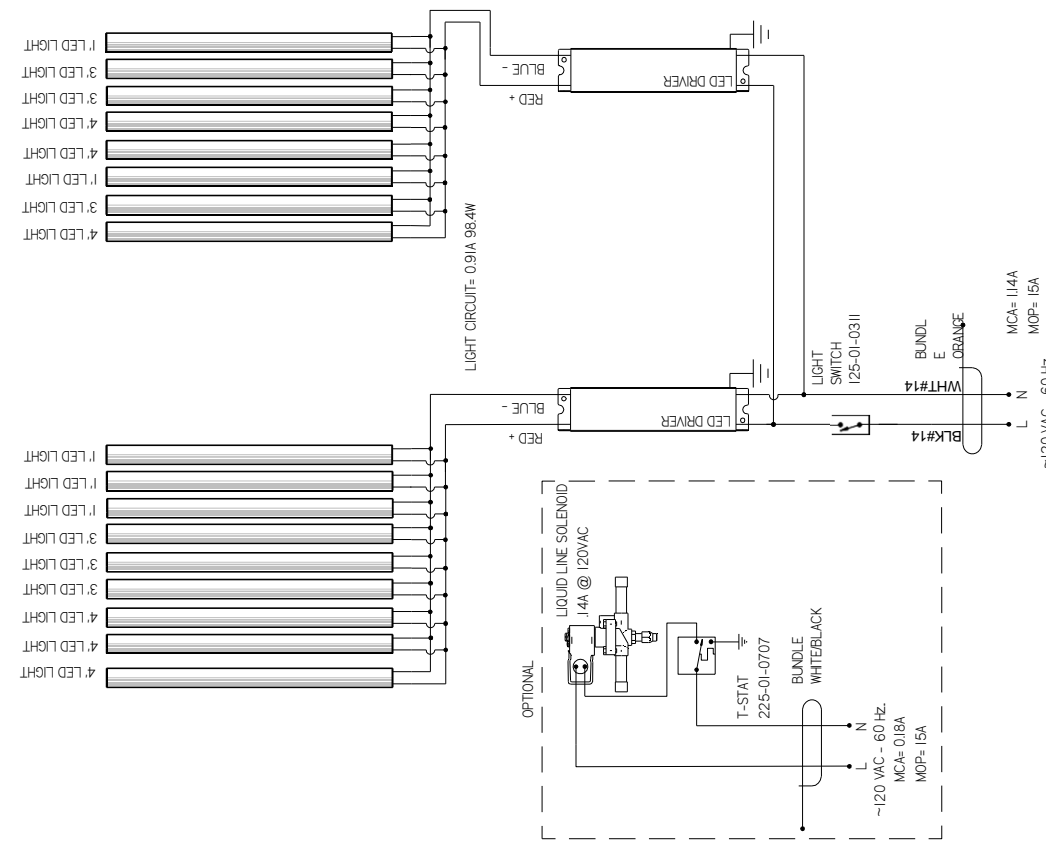 1' LED LIGHT
3' LED LIGHT
3' LED LIGHT
4' LED LIGHT
4' LED LIGHT
1' LED LIGHT
3' LED LIGHT
4' LED LIGHT
BLUE -
RED +
LED DRIVER
LIGHT CIRCUIT= 0.91A 98.4W
1' LED LIGHT
1' LED LIGHT
1' LED LIGHT
3' LED LIGHT
3' LED LIGHT
3' LED LIGHT
4' LED LIGHT
4' LED LIGHT
4' LED LIGHT
BLUE -
RED +
LED DRIVER
LIGHT
SWITCH
125-01-0311
BUNDL
E
ORANGE
WHT#14
BLK#14
N
L
MCA= 1.14A
MOP= 15A
~120 VAC - 60 Hz.
OPTIONAL
LIQUID LINE SOLENOID
.14A @ 120VAC
T-STAT
225-01-0707
BUNDLE
WHITE/BLACK
N
L
~120 VAC - 60 Hz.
MCA= 0.18A
MOP= 15A